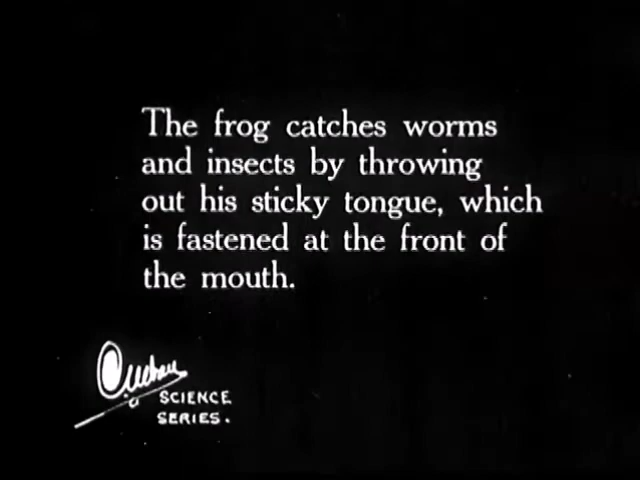 The frog catches worms
and insects by throwing
out his sticky tongue, which
is fastened at the front of
the mouth.
SCIENCE
SERIES.